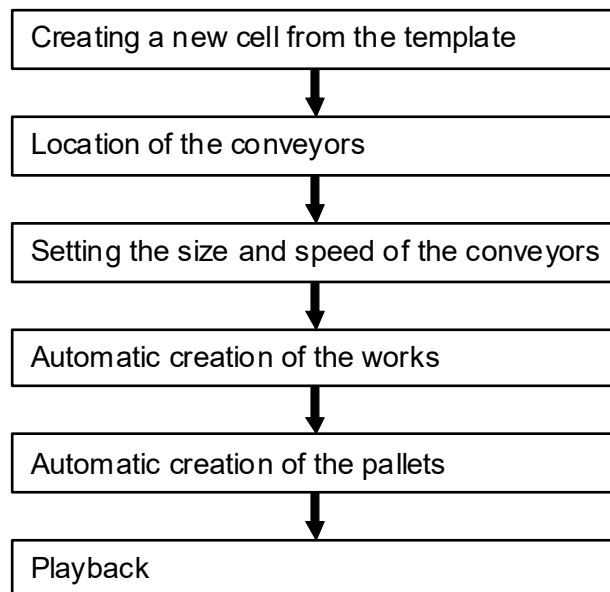 Creating a new cell from the template
Location of the conveyors
Setting the size and speed of the conveyors
Automatic creation of the works
Automatic creation of the pallets
Playback